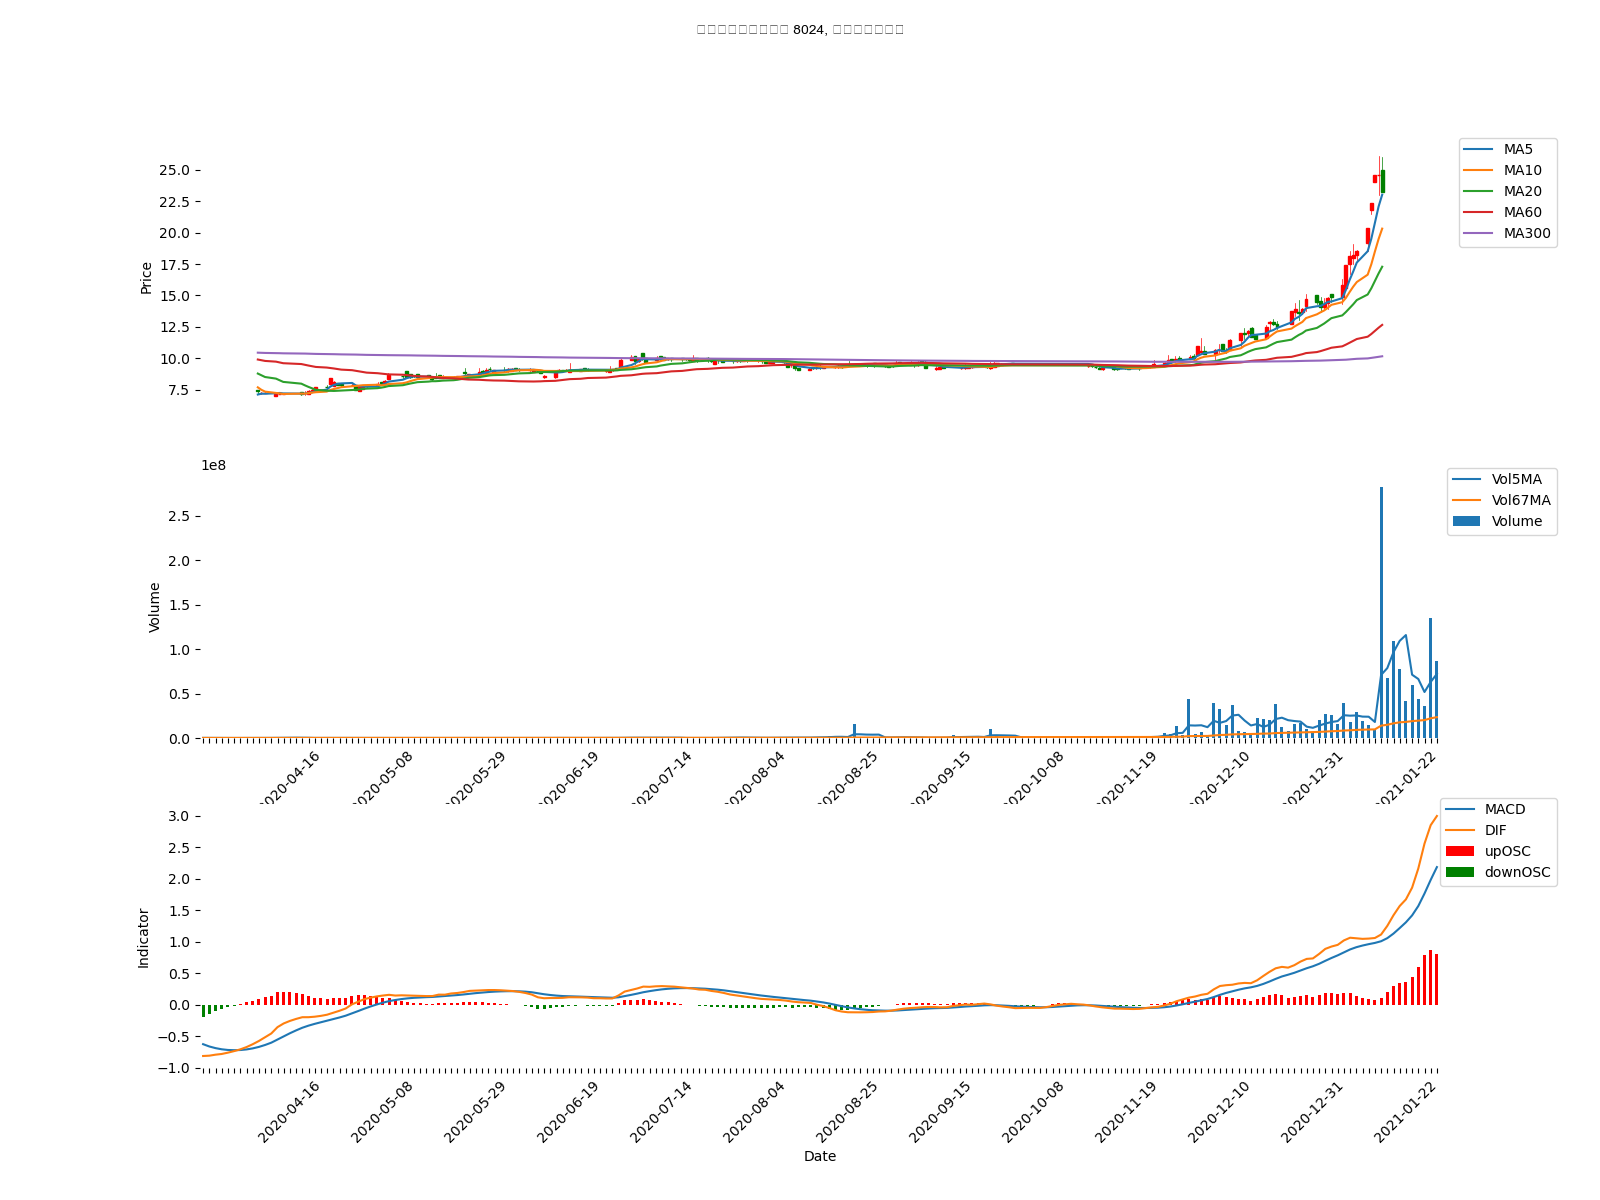 8024,
25.0
22.5
20.0
17.5
15.0
12.5
10.0
7.5
Price
MA5
MA10
MA20
MA60
MA300
1e8
2.5
2.0
1.5
1.0
0.5
0.0
Volume
Vol5MA
Vol67MA
Volume
2020-04-16
2020-05-08
2020-05-29
2020-06-19
2020-07-14
2020-08-04
2020-08-25
2020-09-15
2020-10-08
2020-11-19
2020-12-10
2020-12-31
2021-01-22
3.0
2.5
2.0
1.5
1.0
0.5
0.0
−0.5
−1.0
Indicator
MACD
DIF
upOSC
downOSC
2020-04-16
2020-05-08
2020-05-29
2020-06-19
2020-07-14
2020-08-04
2020-08-25
2020-09-15
2020-10-08
2020-11-19
2020-12-10
2020-12-31
2021-01-22
Date